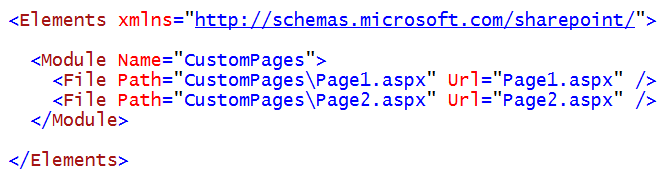 <Elements xmlns="http://schemas.microsoft.com/sharepoint/">
<Module Name="CustomPages">
<File Path="CustomPages\Page1.aspx" Url="Page1.aspx" />
<File Path="CustomPages\Page2.aspx" Url="Page2.aspx" />
</Module>
</Elements>